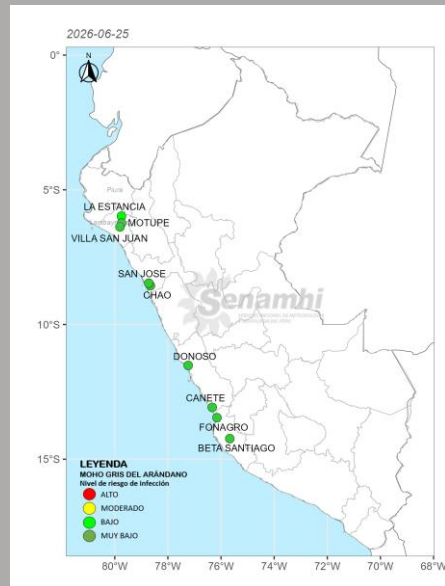 2026-06-25
N
0°
5°S
Piura
LA ESTANCIA
MOTUPE
VILLA SAN JUAN
SAN JOSE
CHAO
Senamhi
10°S
DONOSO
CANETE
FONAGRO
BETA SANTIAGO
15°S
LEYENDA
MOHO GRIS DEL ARÁNDANO
Nivel de riesgo de infección
ALTO
MODERADO
BAJO
MUY BAJO
80°W 78°W 76°W 74°W 72°W 70°W 68°W